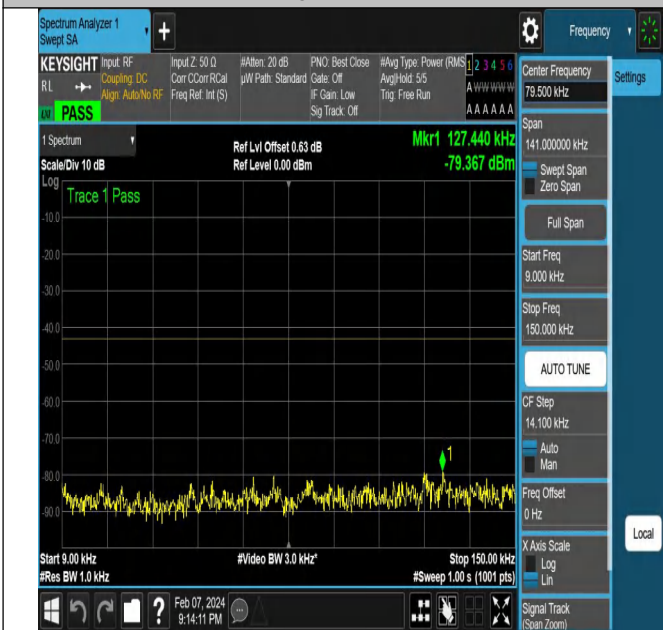 Spectrum Analyzer 1
Swept SA
+
Frequency
KEYSIGHT
RL
PASS
Input: RF
Coupling: DC
Align: Auto/No RF
Input Z: 50 Ω
Corr CCorr RCal
Freq Ref: Int (S)
#Atten: 20 dB
µW Path: Standard
PNO: Best Close
Gate: Off
IF Gain: Low
Sig Track: Off
#Avg Type: Power (RMS
Avg|Hold: 5/5
Trig: Free Run
1 2 3 4 5 6
A W W W W W
A A A A A A
1 Spectrum
Scale/Div 10 dB
Log
Ref Lvl Offset 0.63 dB
Ref Level 0.00 dBm
Mkr1 127.440 kHz
-79.367 dBm
Trace 1 Pass
-10.0
-20.0
-30.0
-40.0
-50.0
-60.0
-70.0
-80.0
-90.0
1
Start 9.00 kHz
#Res BW 1.0 kHz
#Video BW 3.0 kHz*
Stop 150.00 kHz
#Sweep 1.00 s (1001 pts)
?
Feb 07, 2024
9:14:11 PM
Center Frequency
79.500 kHz
Settings
Span
141.000000 kHz
Swept Span
Zero Span
Full Span
Start Freq
9.000 kHz
Stop Freq
150.000 kHz
AUTO TUNE
CF Step
14.100 kHz
Auto
Man
Freq Offset
0 Hz
Local
X Axis Scale
Log
Lin
Signal Track
(Span Zoom)